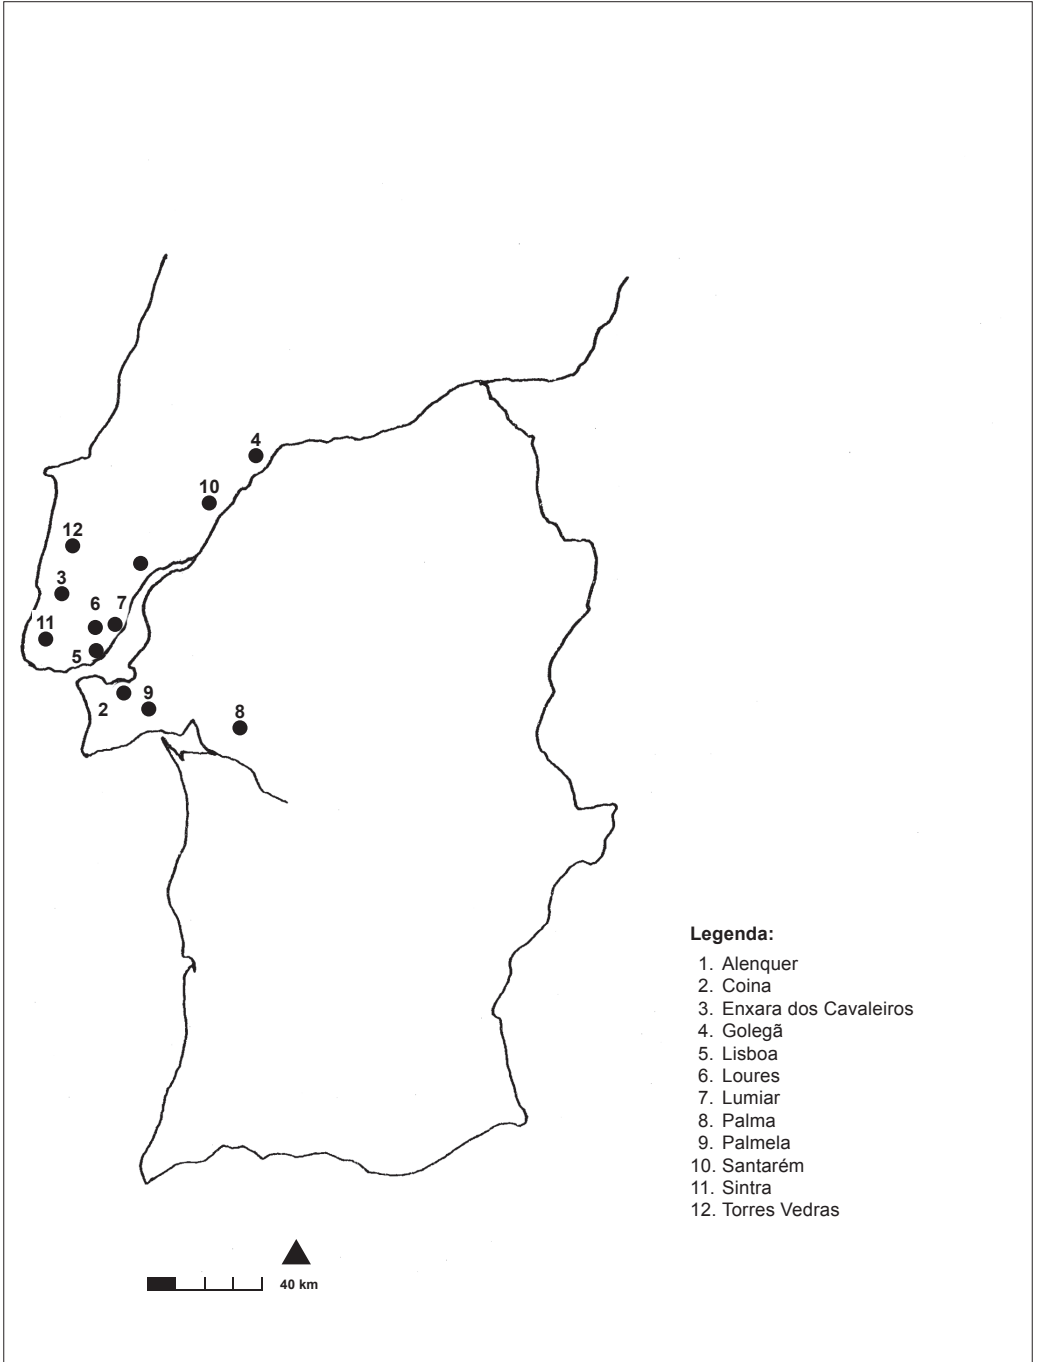 4
10
12
3
6 7
11
5
9
2 8
Legenda:
1. Alenquer
2. Coina
3. Enxara dos Cavaleiros
4. Golegã
5. Lisboa
6. Loures
7. Lumiar
8. Palma
9. Palmela
10. Santarém
11. Sintra
12. Torres Vedras
40 km